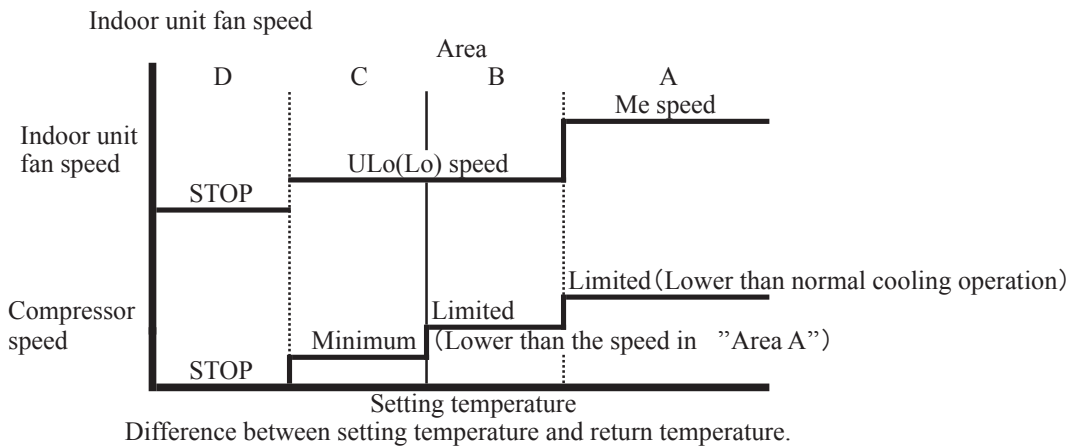 Indoor unit fan speed
Area
D C B A
Me speed
Indoor unit
fan speed
ULo(Lo) speed
STOP
Limited(Lower than normal cooling operation)
Compressor
speed
Limited
Minimum (Lower than the speed in ”Area A”)
STOP
Setting temperature
Difference between setting temperature and return temperature.